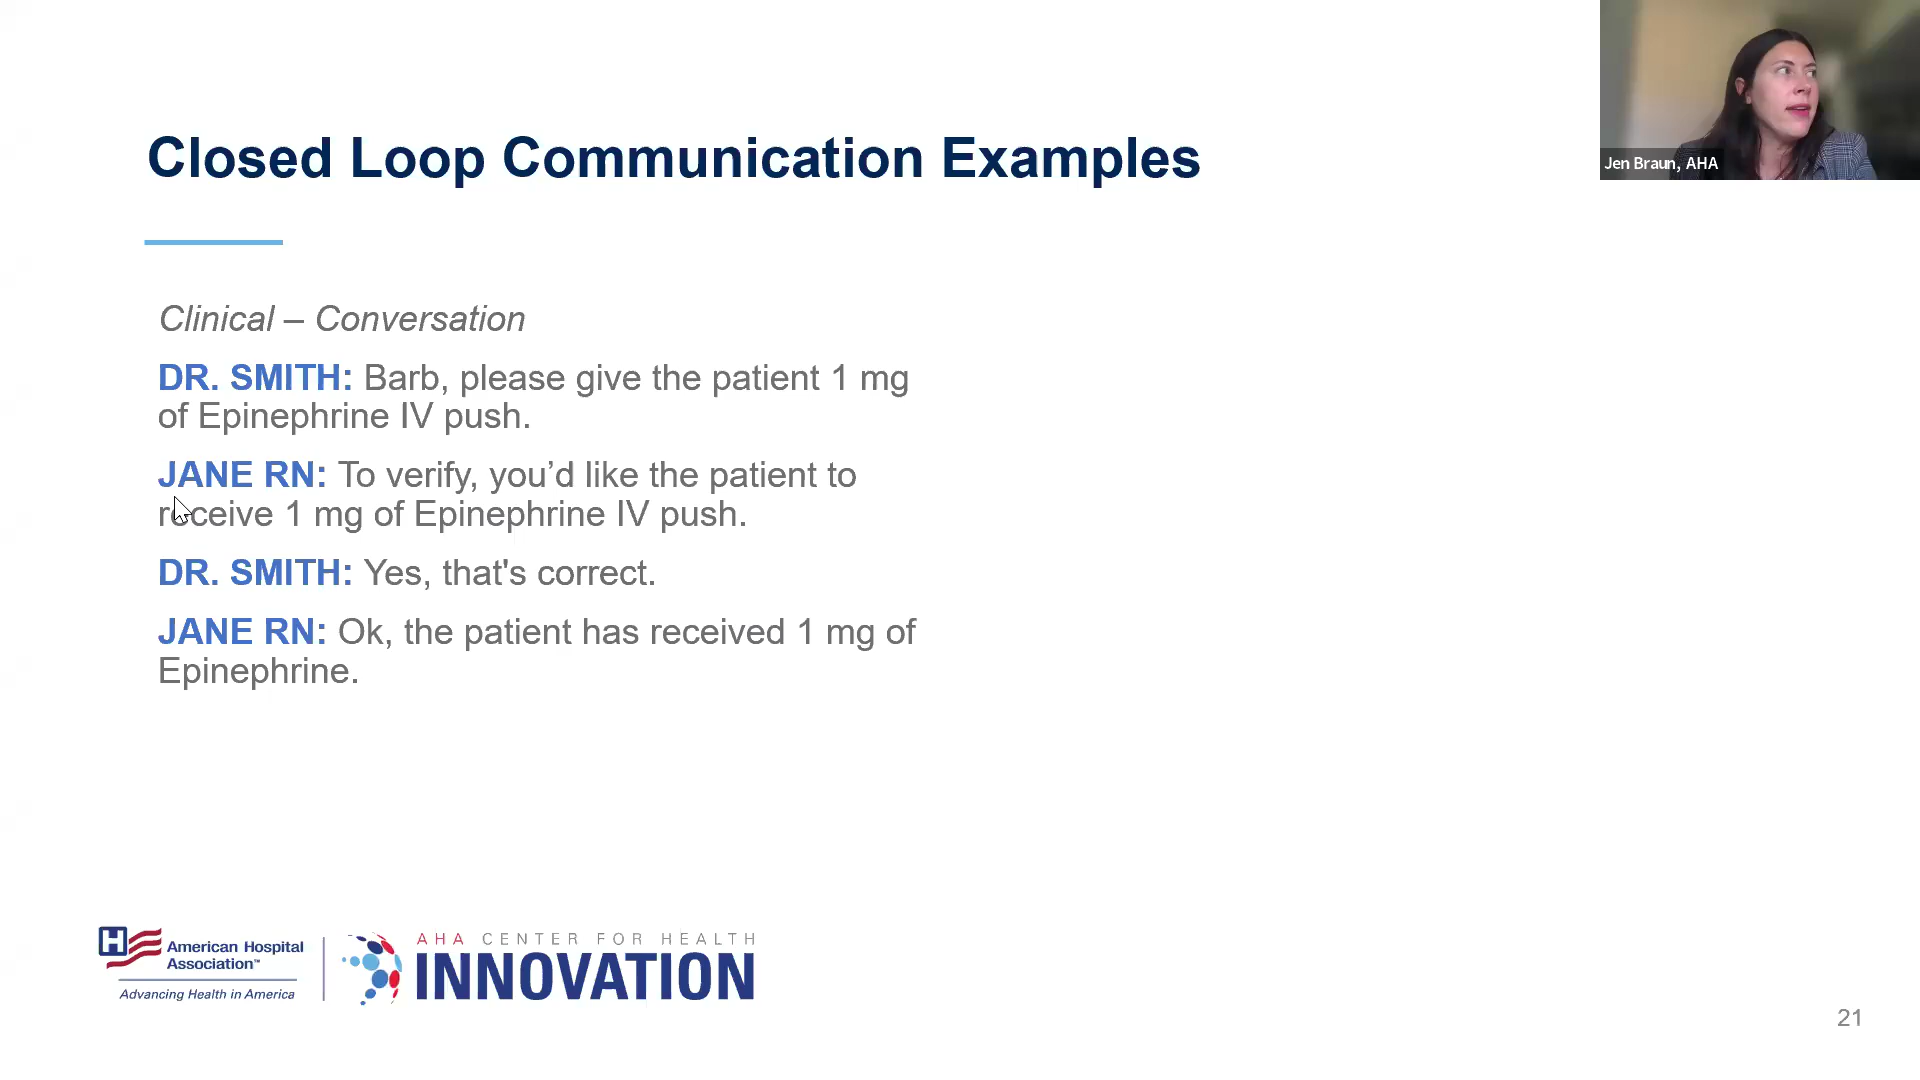 Closed Loop Communication Examples
Jen Braun, AHA
Clinical – Conversation
DR. SMITH: Barb, please give the patient 1 mg
of Epinephrine IV push.
JANE RN: To verify, you’d like the patient to
receive 1 mg of Epinephrine IV push.
DR. SMITH: Yes, that's correct.
JANE RN: Ok, the patient has received 1 mg of
Epinephrine.
H
American Hospital
Association™
Advancing Health in America
AHA CENTER FOR HEALTH
INNOVATION
21